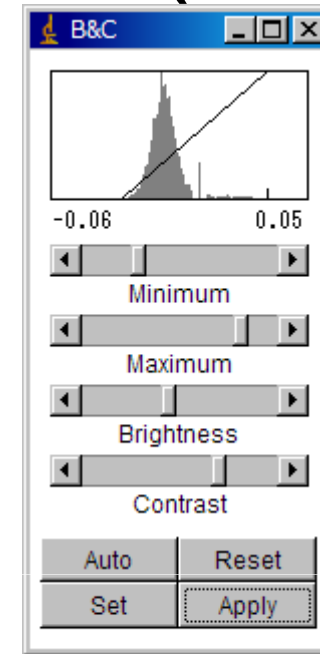 B&C
-0.06 0.05
Minimum
Maximum
Brightness
Contrast
Auto Reset
Set Apply